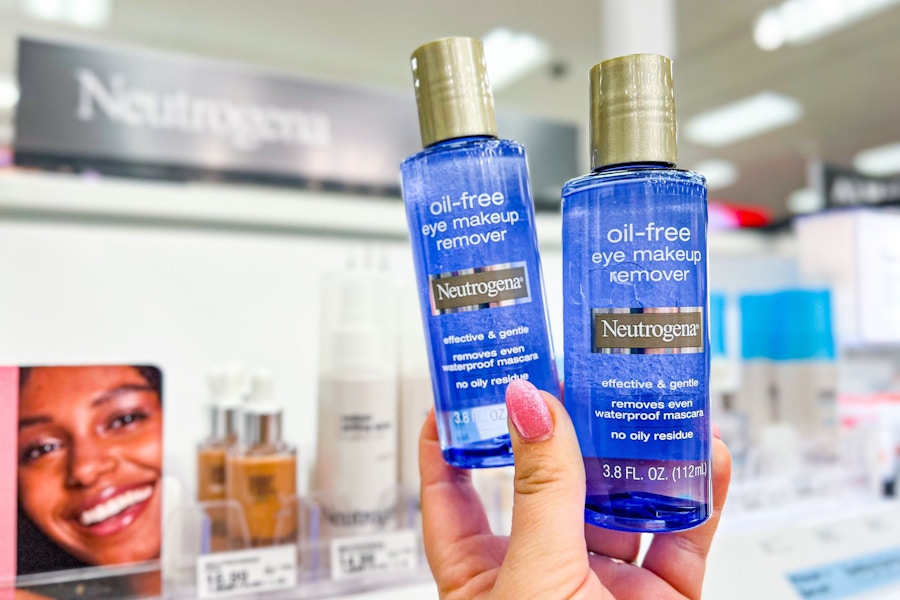 Neutrogena
oil-free
eye makeup
remover
Neutrogena®
effective & gentle
removes even
waterproof mascara
no oily residue
3.8 FL. OZ.
oil-free
eye makeup
remover
Neutrogena®
effective & gentle
removes even
waterproof mascara
no oily residue
3.8 FL. OZ. (112mL)